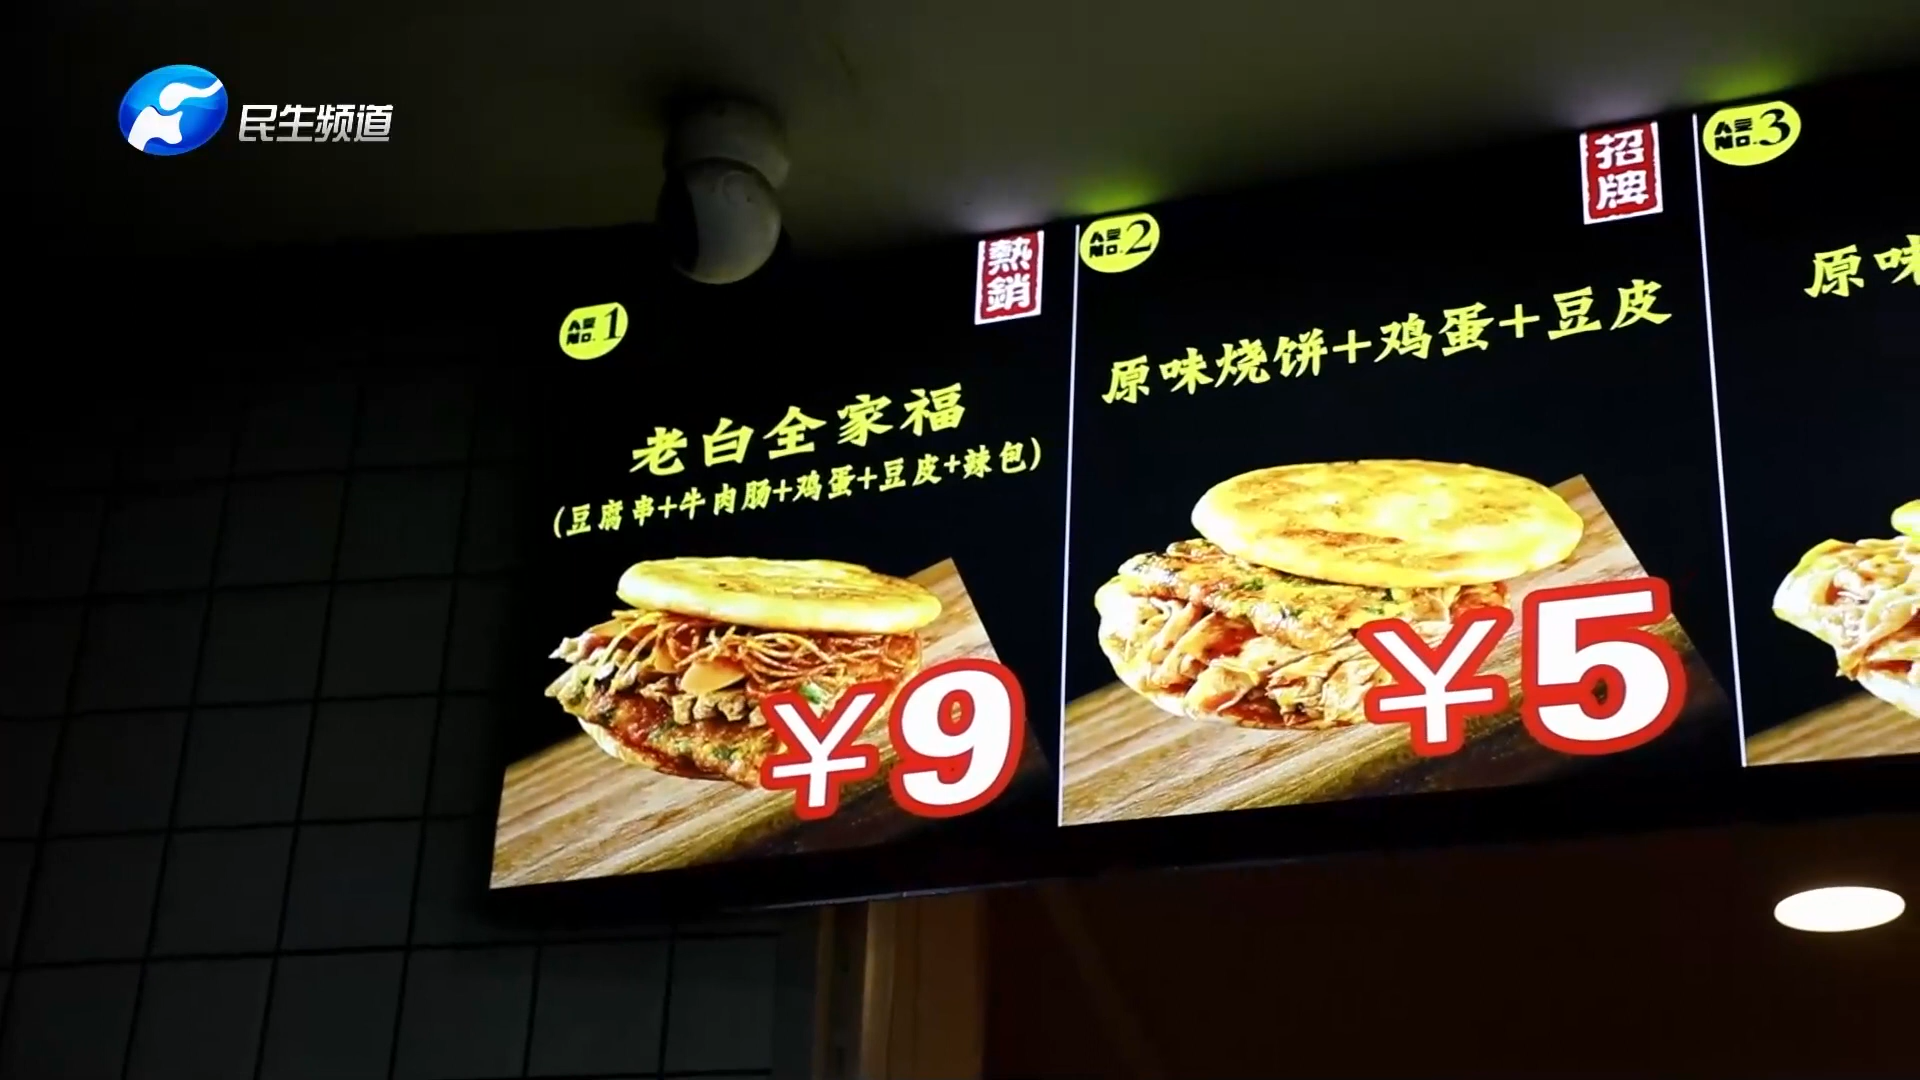 民生频道
NO.1
熱銷
老白全家福
(豆腐串+牛肉肠+鸡蛋+豆皮+辣包)
¥9
NO.2
招牌
原味烧饼+鸡蛋+豆皮
¥5
NO.3
原味